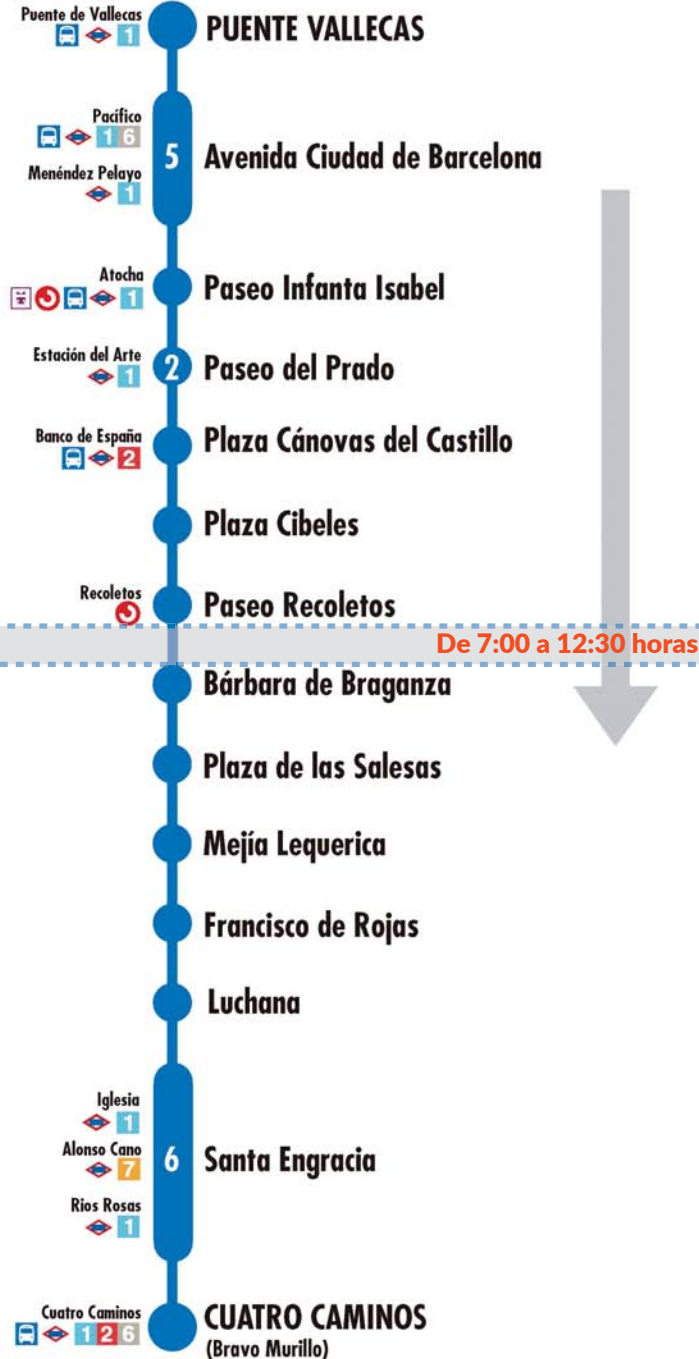 Puente de Vallecas
1
PUENTE VALLECAS
Pacífico
1 6
Menéndez Pelayo
1
5
Avenida Ciudad de Barcelona
Atocha
1
Paseo Infanta Isabel
Estación del Arte
1
2
Paseo del Prado
Banco de España
2
Plaza Cánovas del Castillo
Plaza Cibeles
Recoletos
Paseo Recoletos
De 7:00 a 12:30 horas
Bárbara de Braganza
Plaza de las Salesas
Mejía Lequerica
Francisco de Rojas
Luchana
Iglesia
1
Alonso Cano
7
Rios Rosas
1
6
Santa Engracia
Cuatro Caminos
1 2 6
CUATRO CAMINOS
(Bravo Murillo)